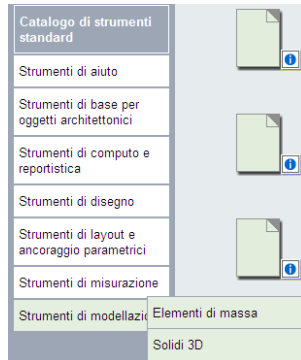 Catalogo di strumenti
standard
Strumenti di aiuto
Strumenti di base per
oggetti architettonici
Strumenti di computo e
reportistica
Strumenti di disegno
Strumenti di layout e
ancoraggio parametrici
Strumenti di misurazione
Strumenti di modellazio
Elementi di massa
Solidi 3D